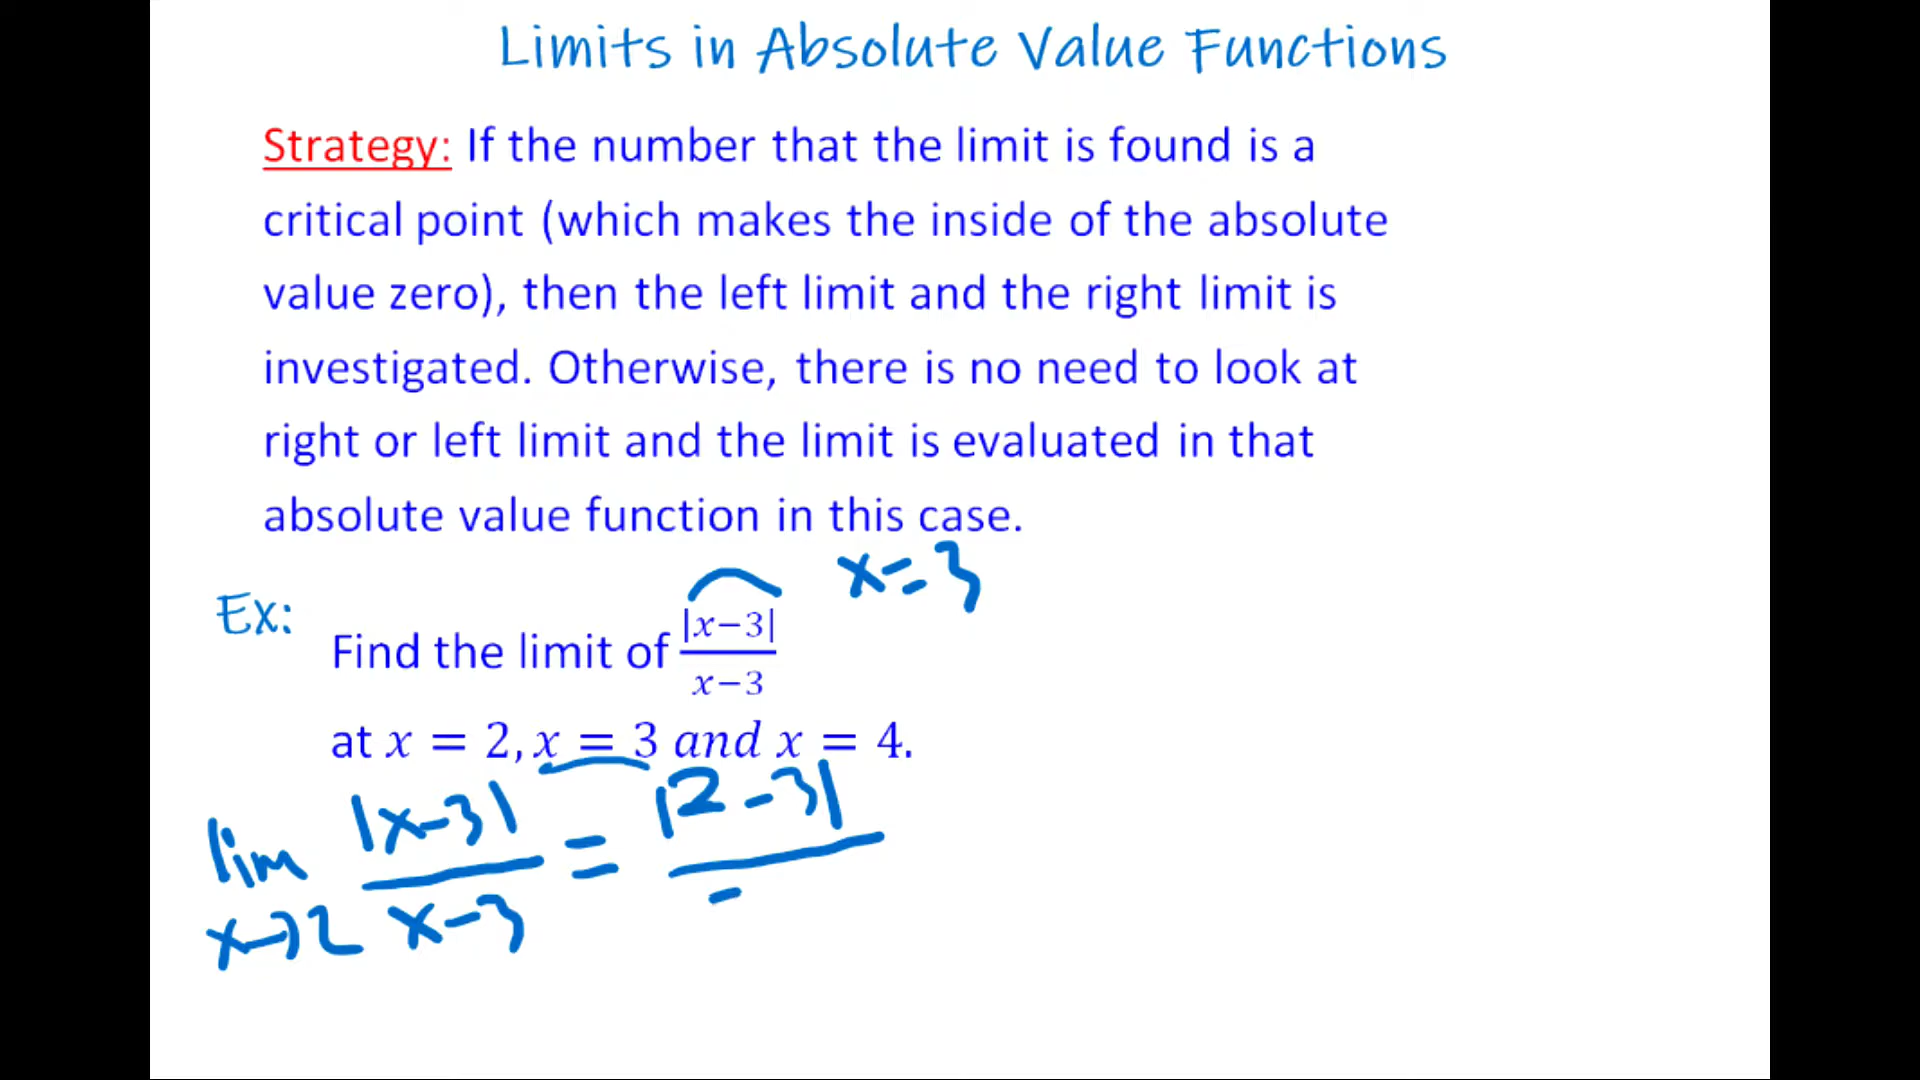 Limits in Absolute Value Functions
Strategy: If the number that the limit is found is a
critical point (which makes the inside of the absolute
value zero), then the left limit and the right limit is
investigated. Otherwise, there is no need to look at
right or left limit and the limit is evaluated in that
absolute value function in this case.
x=3
Ex:
Find the limit of |x−3| / x−3
at x = 2, x = 3 and x = 4.
lim x→2 |x-3| / x-3 = |2-3| / -